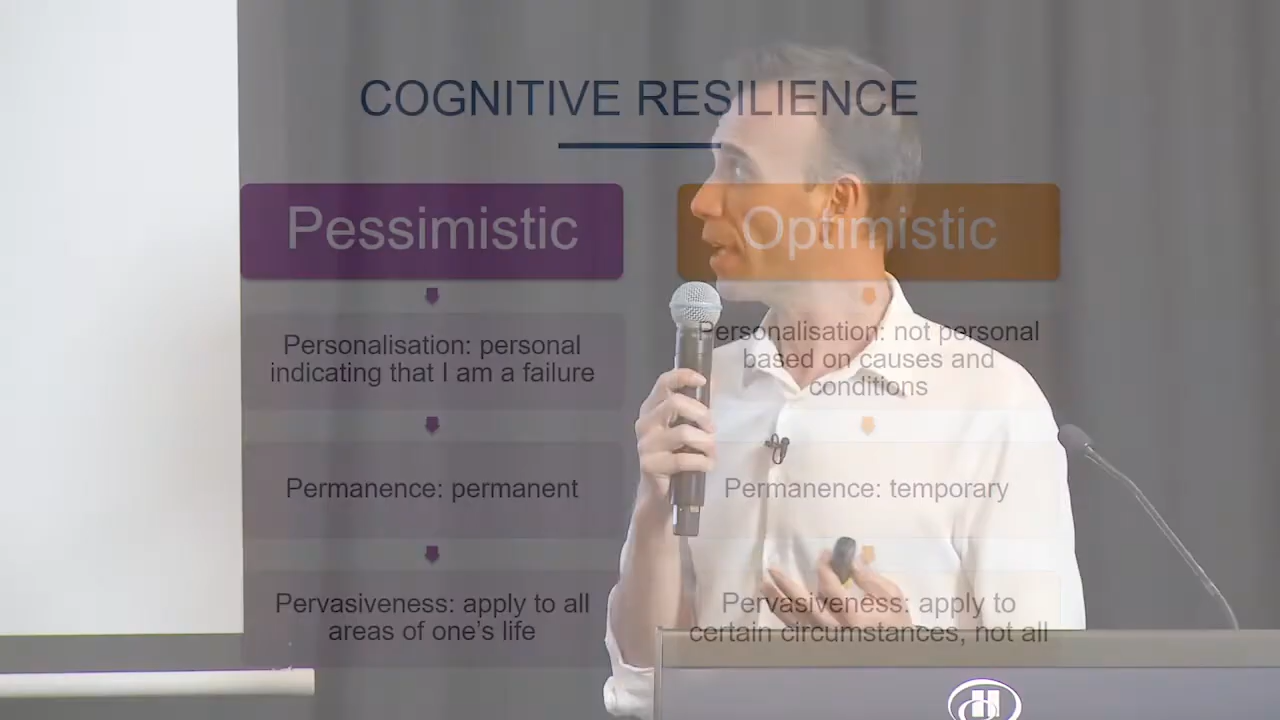 COGNITIVE RESILIENCE
Pessimistic
Personalisation: personal
indicating that I am a failure
Permanence: permanent
Pervasiveness: apply to all
areas of one's life
Optimistic
Personalisation: not personal
based on causes and
conditions
Permanence: temporary
Pervasiveness: apply to
certain circumstances, not all
H